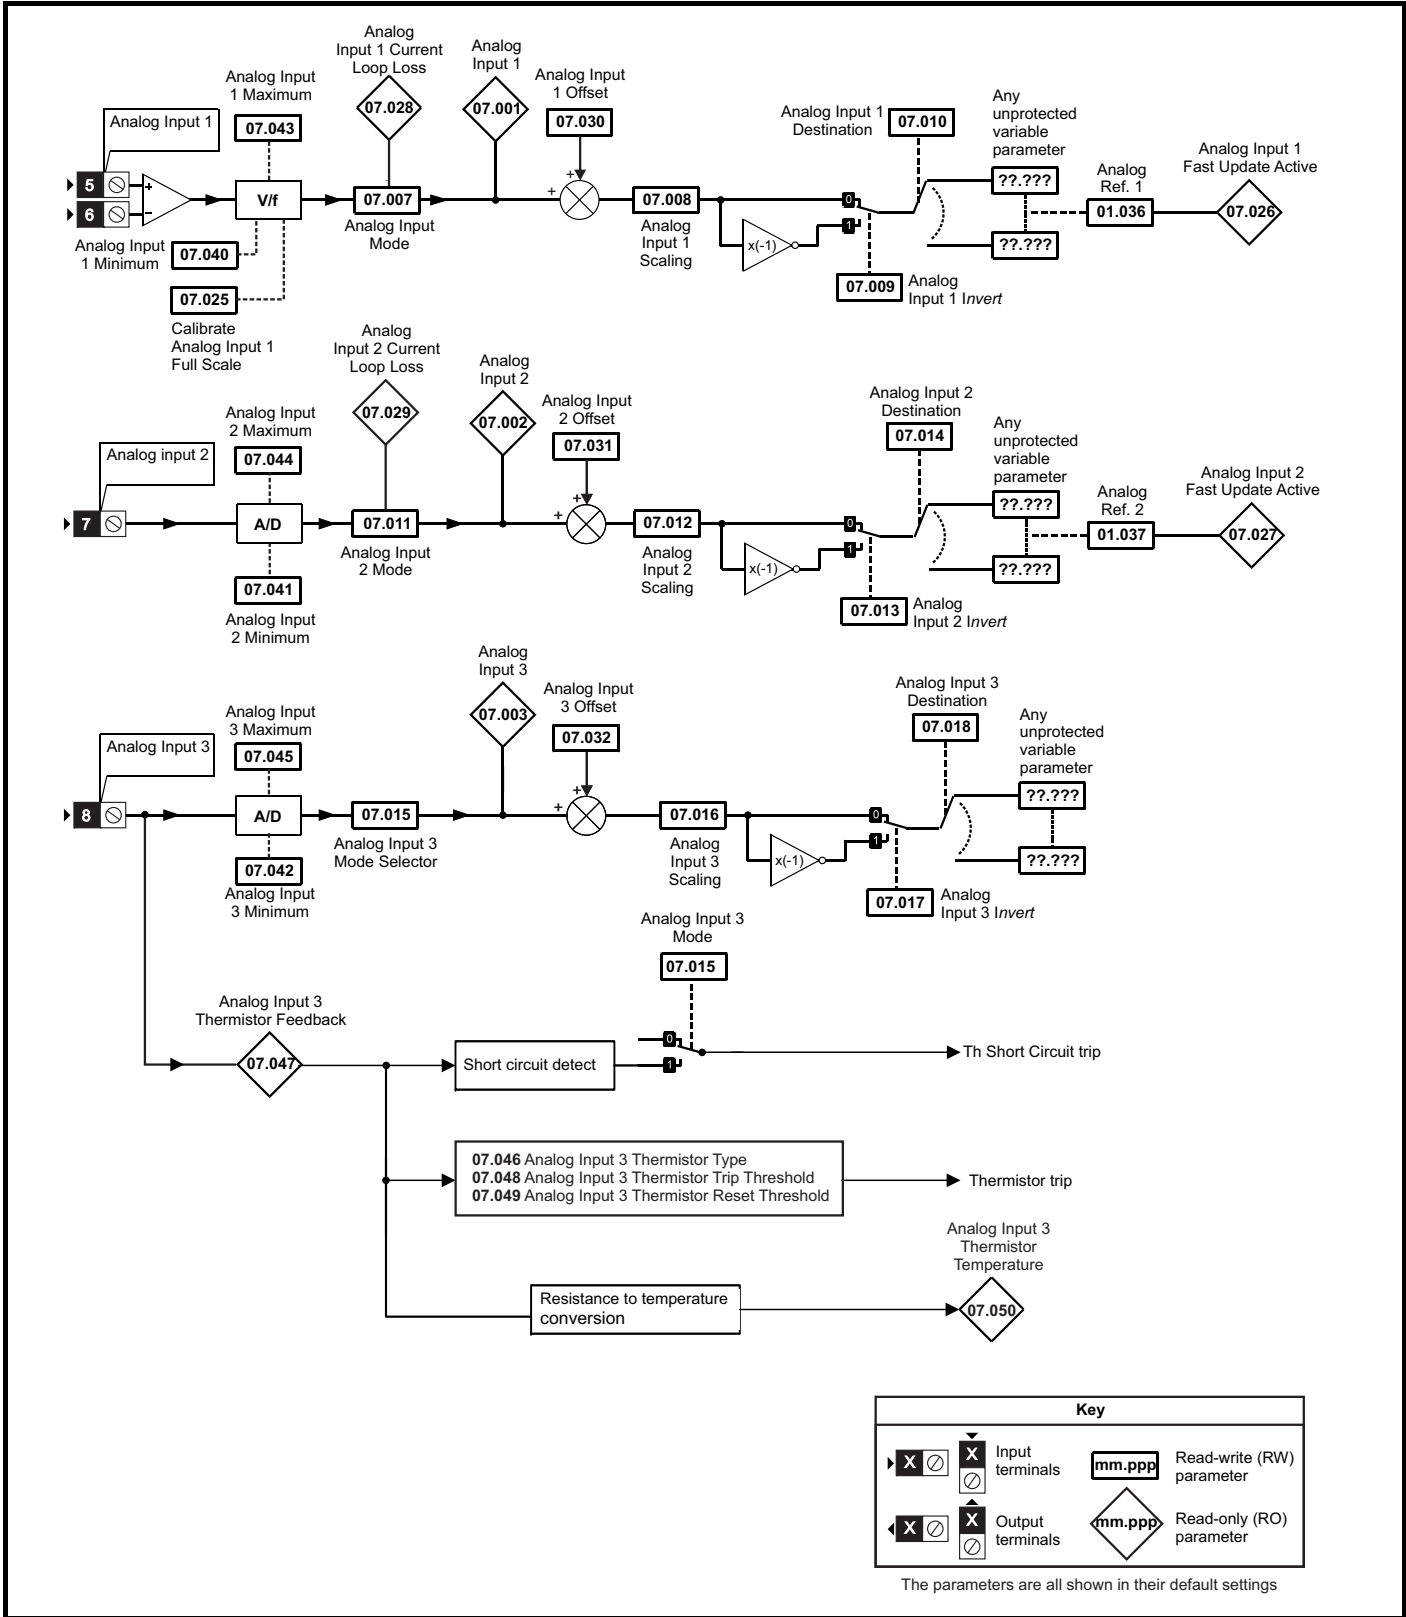 Analog
Input 1 Current
Loop Loss
07.028
Analog
Input 1
07.001
Analog Input
1 Maximum
07.043
Analog Input
1 Offset
07.030
Analog Input 1
Destination
07.010
Any
unprotected
variable
parameter
??.???
??.???
Analog Input 1
Fast Update Active
07.026
Analog
Ref. 1
01.036
Analog Input 1
5
6
+
−
V/f
07.007
Analog Input
Mode
+
+
07.008
Analog
Input 1
Scaling
x(-1)
0
1
07.009
Analog
Input 1 Invert
Analog Input
1 Minimum
07.040
07.025
Calibrate
Analog Input 1
Full Scale
Analog
Input 2 Current
Loop Loss
07.029
Analog
Input 2
07.002
Analog Input
2 Maximum
07.044
Analog Input
2 Offset
07.031
Analog Input 2
Destination
07.014
Any
unprotected
variable
parameter
??.???
??.???
Analog Input 2
Fast Update Active
07.027
Analog
Ref. 2
01.037
Analog input 2
7
A/D
07.011
Analog Input
2 Mode
+
+
07.012
Analog
Input 2
Scaling
x(-1)
0
1
07.013
Analog
Input 2 Invert
07.041
Analog Input
2 Minimum
Analog
Input 3
07.003
Analog Input
3 Maximum
07.045
Analog Input
3 Offset
07.032
Analog Input 3
Destination
07.018
Any
unprotected
variable
parameter
??.???
??.???
Analog Input 3
8
A/D
07.015
Analog Input 3
Mode Selector
+
+
07.016
Analog
Input 3
Scaling
x(-1)
0
1
07.017
Analog
Input 3 Invert
07.042
Analog Input
3 Minimum
Analog Input 3
Mode
07.015
Analog Input 3
Thermistor Feedback
07.047
Short circuit detect
0
1
Th Short Circuit trip
07.046 Analog Input 3 Thermistor Type
07.048 Analog Input 3 Thermistor Trip Threshold
07.049 Analog Input 3 Thermistor Reset Threshold
Thermistor trip
Analog Input 3
Thermistor
Temperature
07.050
Resistance to temperature
conversion
Key
X
X
Input
terminals
mm.ppp
Read-write (RW)
parameter
X
X
Output
terminals
mm.ppp
Read-only (RO)
parameter
The parameters are all shown in their default settings